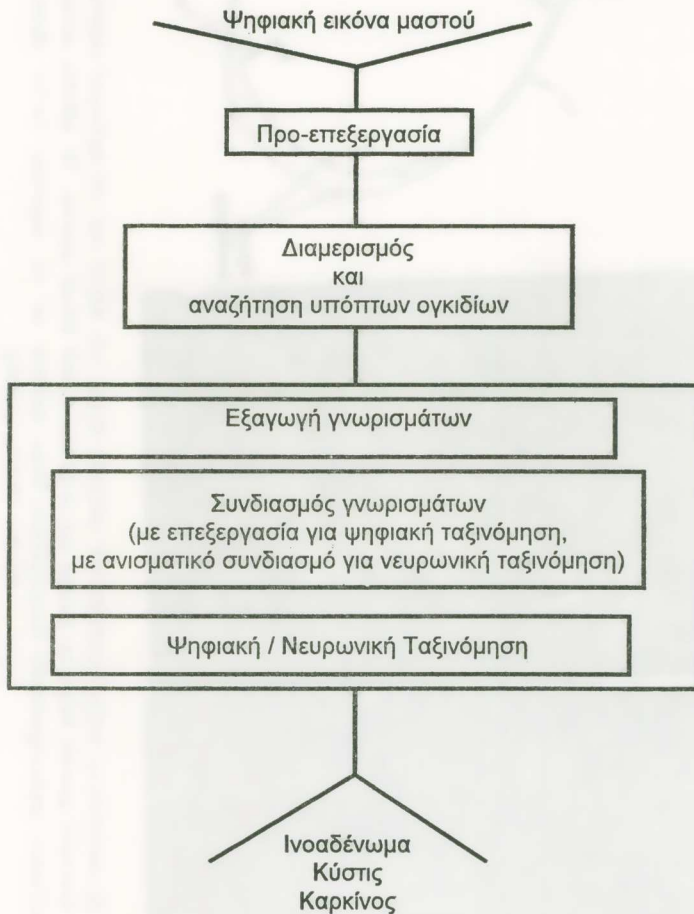 Ψηφιακή εικόνα μαστού
Προ-επεξεργασία
Διαμερισμός
και
αναζήτηση υπόπτων ογκιδίων
Εξαγωγή γνωρισμάτων
Συνδιασμός γνωρισμάτων
(με επεξεργασία για ψηφιακή ταξινόμηση,
με ανισματικό συνδιασμό για νευρωνική ταξινόμηση)
Ψηφιακή / Νευρωνική Ταξινόμηση
Ινοαδένωμα
Κύστις
Καρκίνος